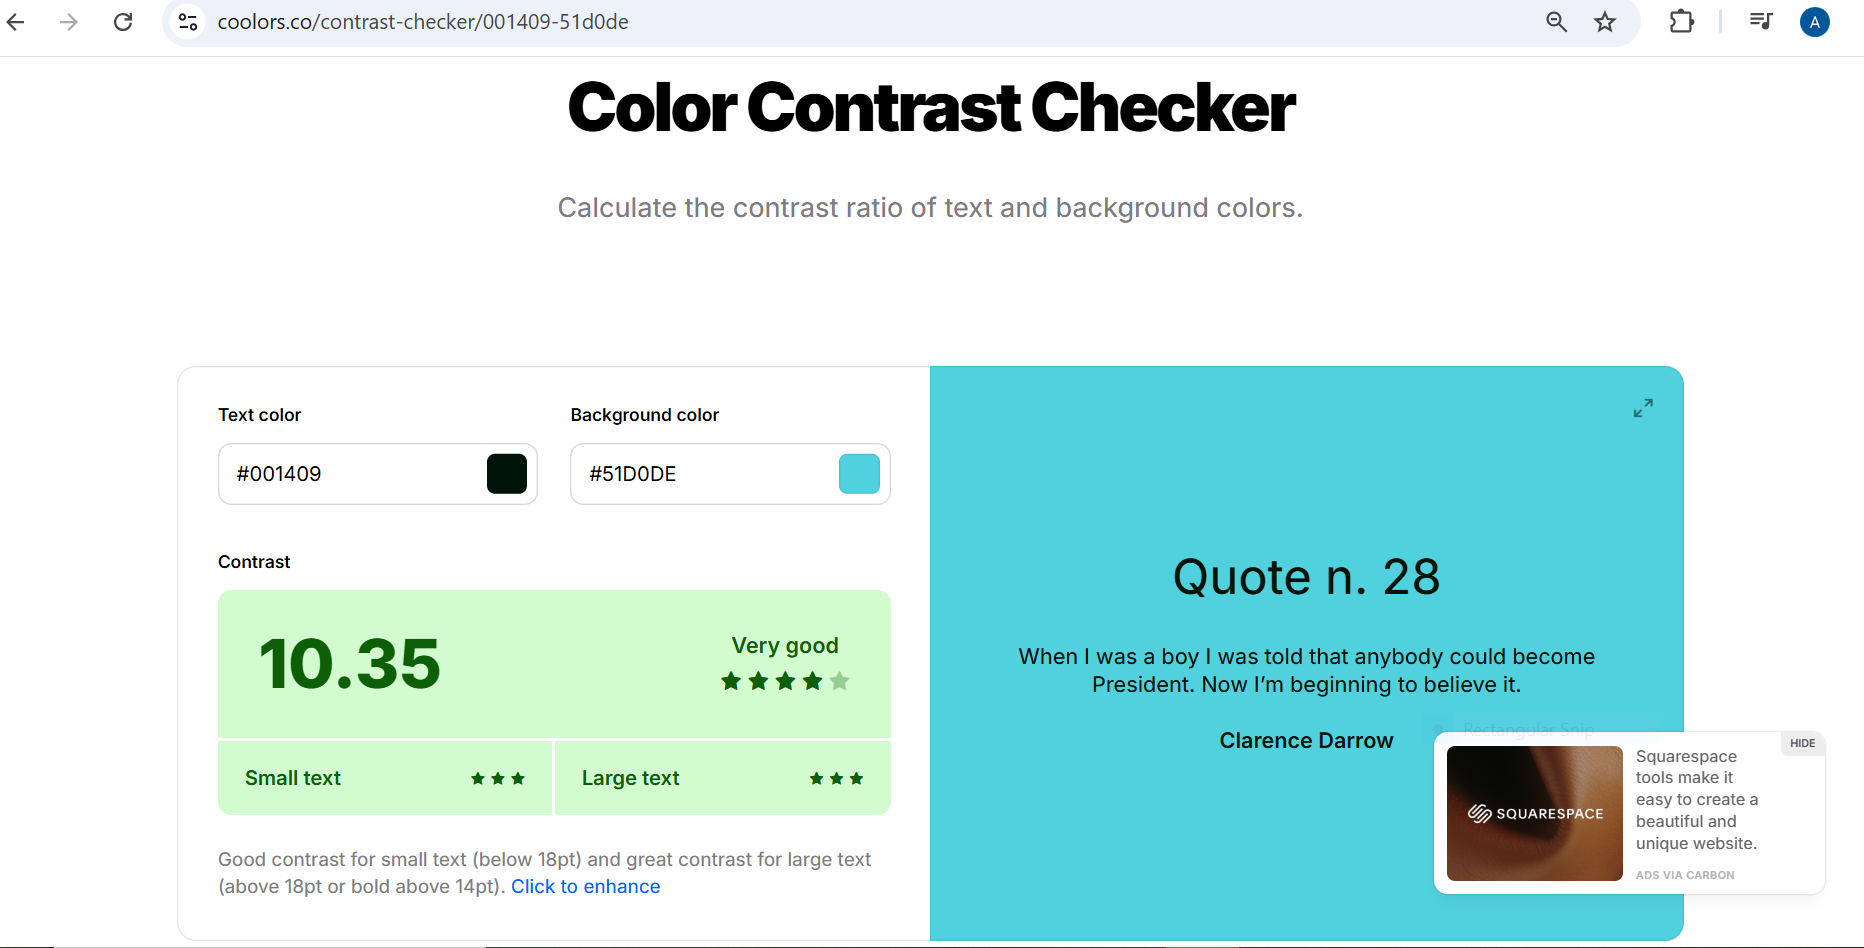 coolors.co/contrast-checker/001409-51d0de
A
Color Contrast Checker
Calculate the contrast ratio of text and background colors.
Text color
Background color
#001409
#51D0DE
Contrast
10.35
Very good
Small text
Large text
Good contrast for small text (below 18pt) and great contrast for large text
(above 18pt or bold above 14pt). Click to enhance
Quote n. 28
When I was a boy I was told that anybody could become
President. Now I’m beginning to believe it.
Clarence Darrow
Rectangular Snip
HIDE
SQUARESPACE
Squarespace
tools make it
easy to create a
beautiful and
unique website.
ADS VIA CARBON